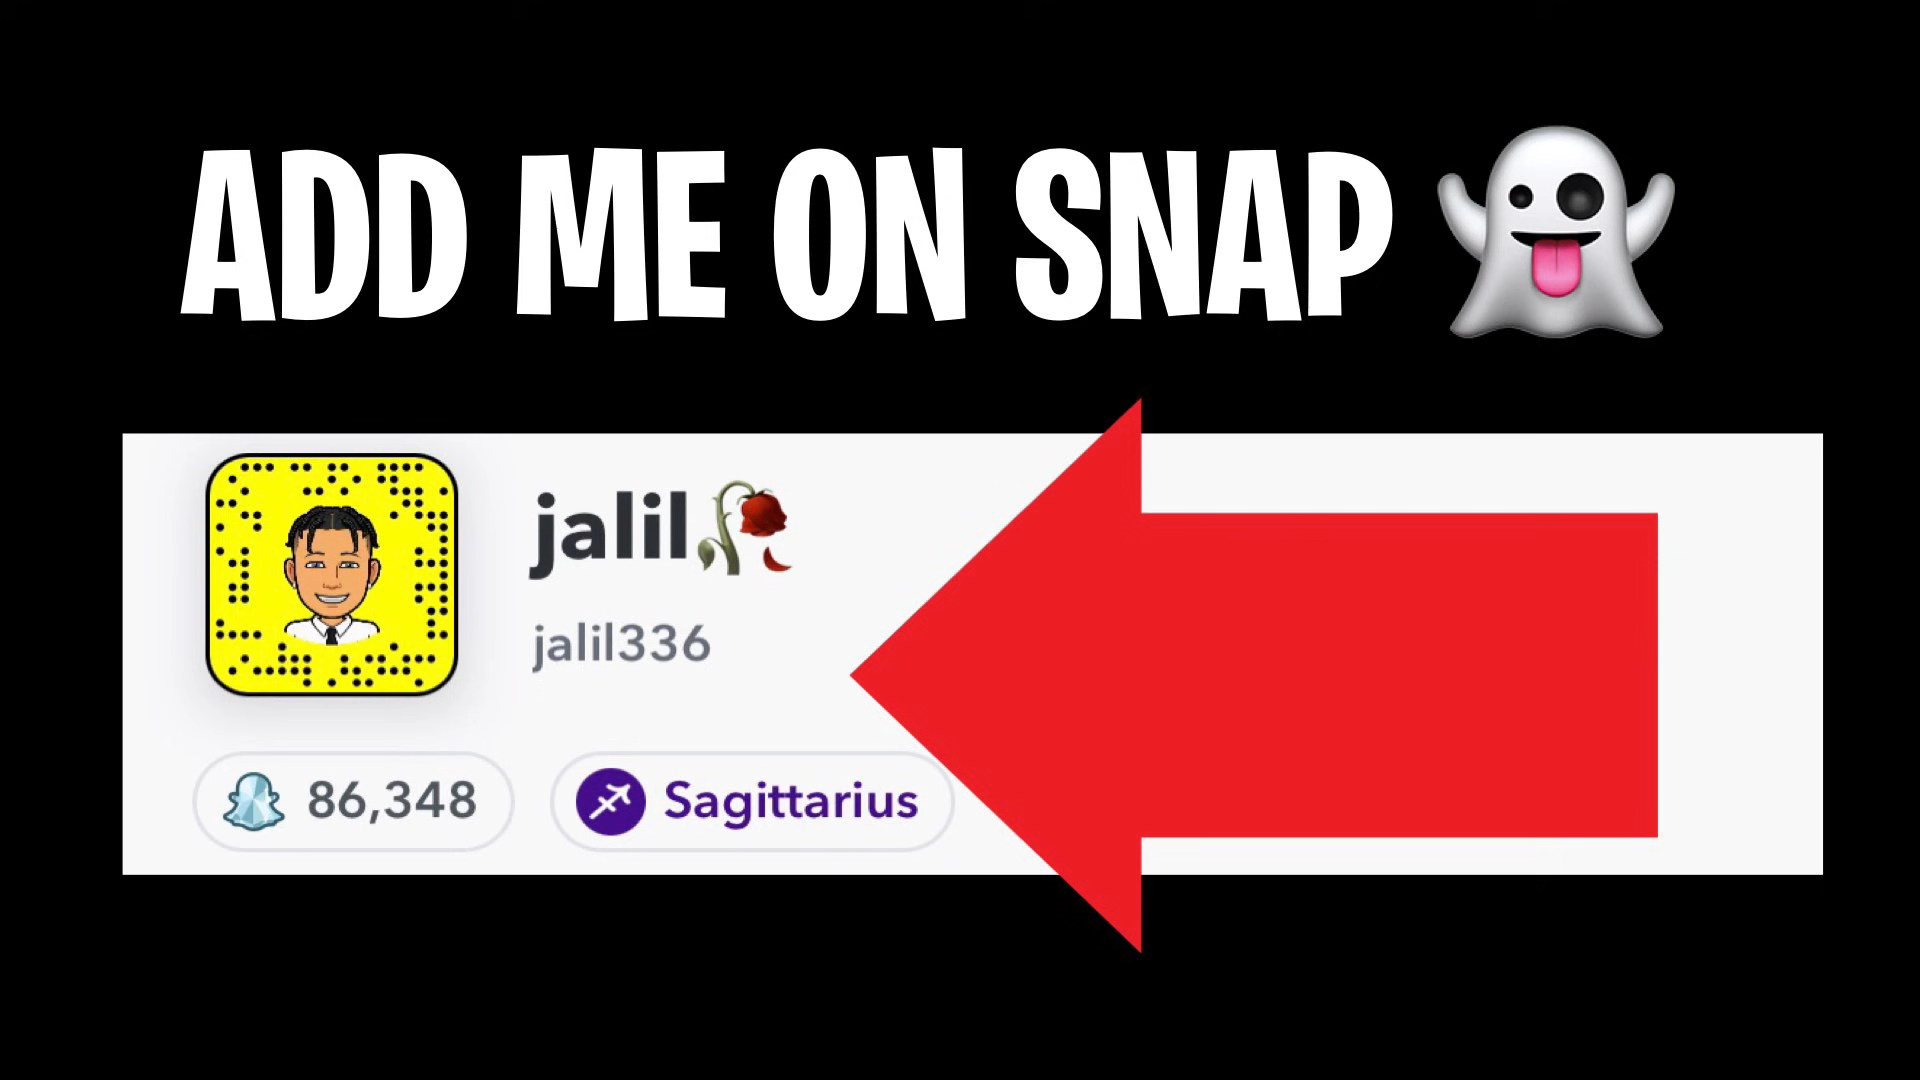 ADD ME ON SNAP 👻
jalil🥀
jalil336
86,348
Sagittarius